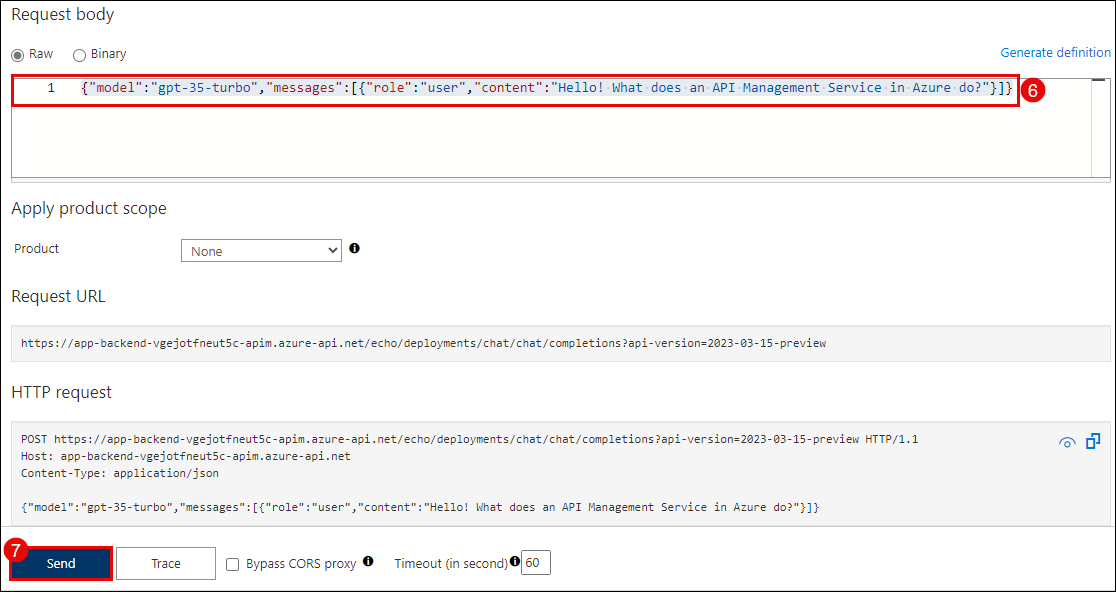 Request body
Raw Binary Generate definition
1 {"model":"gpt-35-turbo","messages":[{"role":"user","content":"Hello! What does an API Management Service in Azure do?"}]} 6
Apply product scope
Product None
Request URL
https://app-backend-vgejotfneut5c-apim.azure-api.net/echo/deployments/chat/chat/completions?api-version=2023-03-15-preview
HTTP request
POST https://app-backend-vgejotfneut5c-apim.azure-api.net/echo/deployments/chat/chat/completions?api-version=2023-03-15-preview HTTP/1.1
Host: app-backend-vgejotfneut5c-apim.azure-api.net
Content-Type: application/json
{"model":"gpt-35-turbo","messages":[{"role":"user","content":"Hello! What does an API Management Service in Azure do?"}]}
7 Send Trace Bypass CORS proxy Timeout (in second) 60